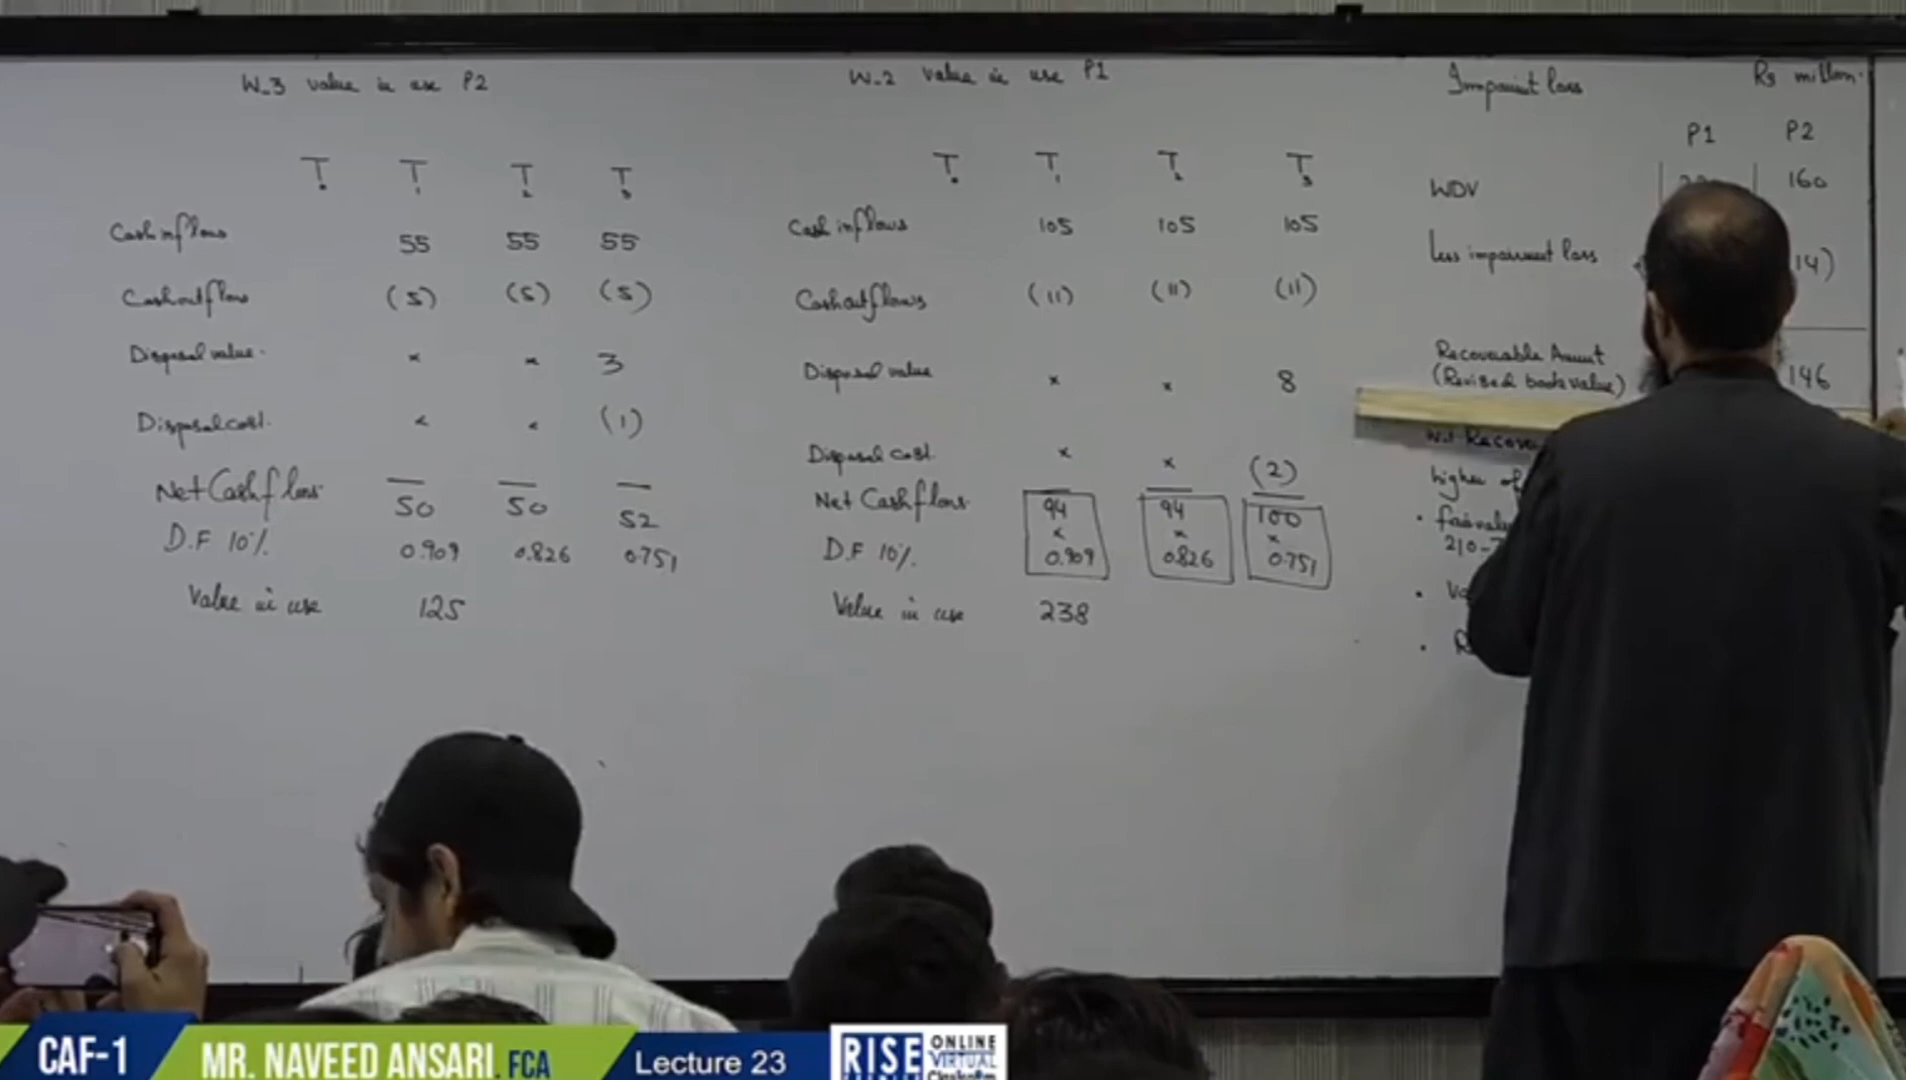 W-3 value in use P2
T0 T1 T2 T3
Cash inflows 55 55 55
Cash outflow (5) (5) (5)
Disposal value - × × 3
Disposal cost. × × (1)
Net Cash flows 50 50 52
D.F 10% 0.909 0.826 0.751
Value in use 125
W-2 Value in use P1
T0 T1 T2 T3
Cash inflows 105 105 105
Cash outflows (11) (11) (11)
Disposal value × × 8
Disposal cost. × × (2)
Net Cash flows 94 94 100
× × ×
D.F 10% 0.909 0.826 0.751
Value in use 238
Impairment loss Rs million.
P1 P2
WDV 160
Less impairment loss 14)
Recoverable Amount
(Revised book value) 146
higher of
210-
CAF-1
MR. NAVEED ANSARI. FCA
Lecture 23
RISE
ONLINE
VIRTUAL